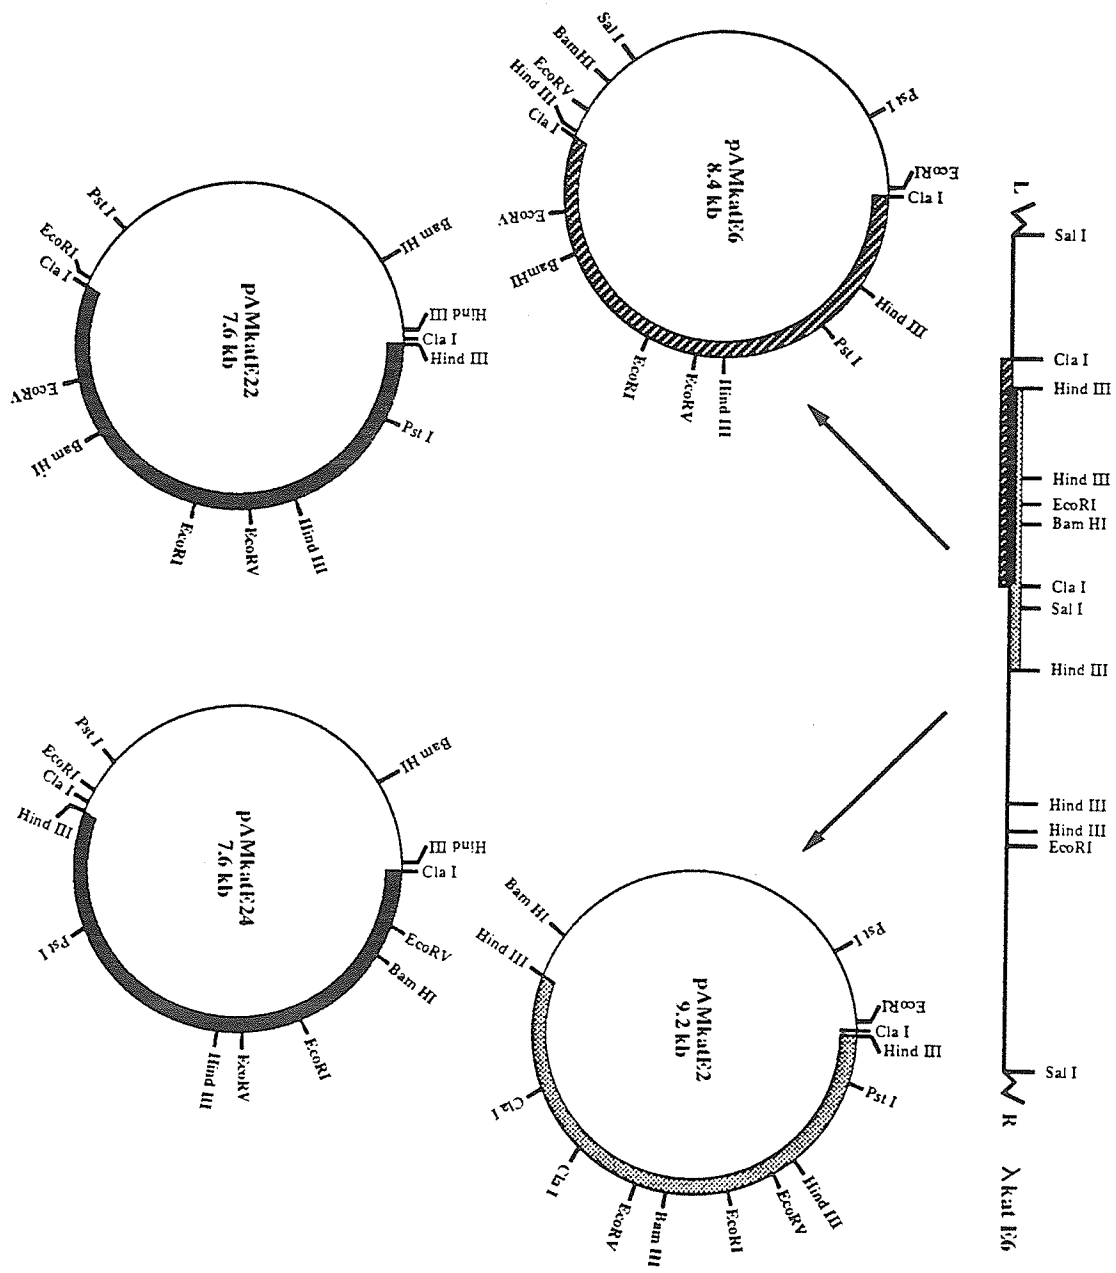 L
Sal I
Cla I
Hind III
Hind III
EcoRI
Bam HI
Cla I
Sal I
Hind III
Hind III
Hind III
EcoRI
Sal I
R
λkat E6
pAMkatE6
8.4 kb
Pst I
EcoRI
Cla I
Hind III
Pst I
Hind III
EcoRV
EcoRI
BamHI
EcoRV
Cla I
Hind III
EcoRV
BamHI
Sal I
pAMkatE22
7.6 kb
Bam HI
Hind III
Cla I
Hind III
Pst I
Hind III
EcoRV
EcoRI
Bam HI
EcoRV
Cla I
EcoRI
Pst I
pAMkatE24
7.6 kb
Bam HI
Hind III
Cla I
EcoRV
Bam HI
EcoRI
EcoRV
Hind III
Pst I
Hind III
Cla I
EcoRI
Pst I
pAMkatE2
9.2 kb
Pst I
EcoRI
Cla I
Hind III
Pst I
Hind III
EcoRV
EcoRI
Bam HI
EcoRV
Cla I
Cla I
Hind III
Bam HI